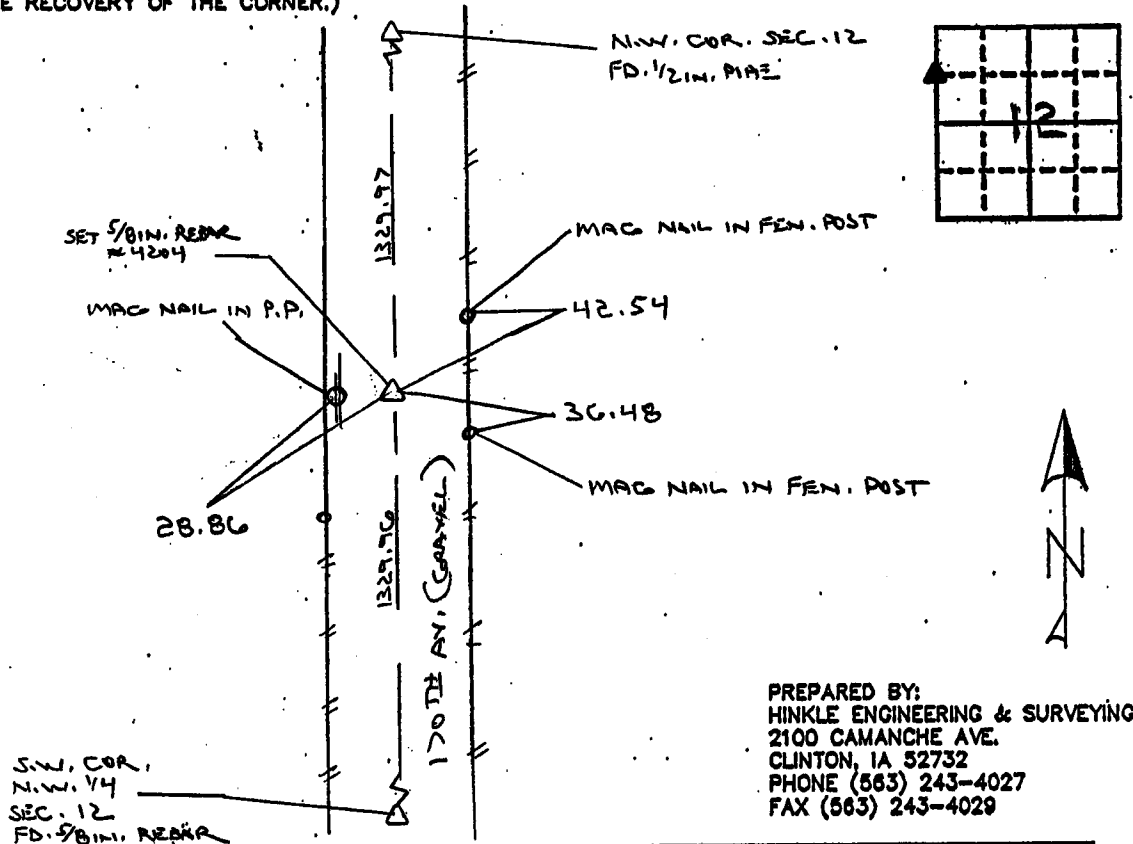 E RECOVERY OF THE CORNER.)
N.W. COR. SEC. 12
FD. 1/2 IN. PIPE
12
1329.97
SET 5/8 IN. REBAR
# 4204
MAG NAIL IN FEN. POST
MAG NAIL IN P.P.
42.54
36.48
MAG NAIL IN FEN. POST
28.86
1329.96
170TH AV. (GRAVEL)
N
S.W. COR.
N.W. 1/4
SEC. 12
FD. 5/8 IN. REBAR
PREPARED BY:
HINKLE ENGINEERING & SURVEYING
2100 CAMANCHE AVE.
CLINTON, IA 52732
PHONE (563) 243-4027
FAX (563) 243-4029